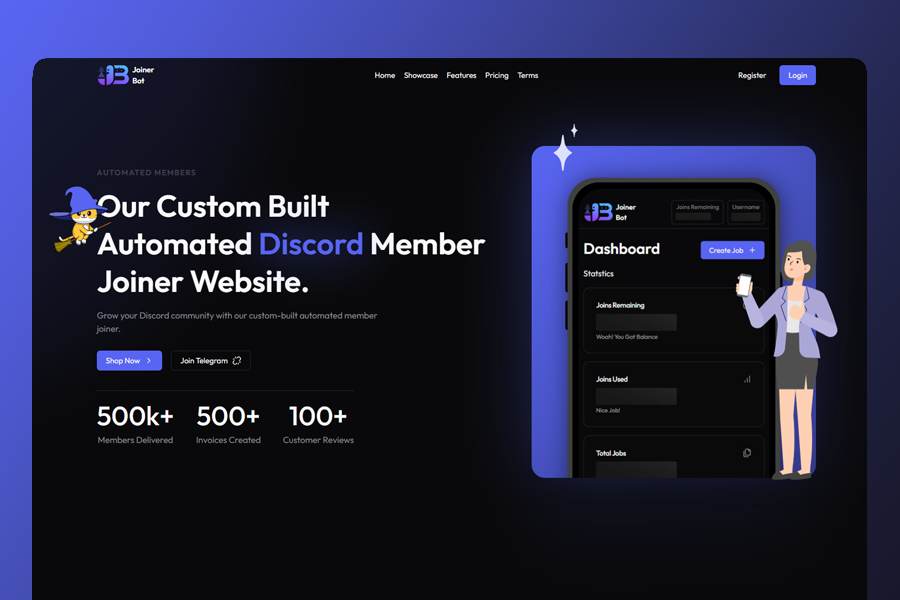 Joiner
Bot
Home Showcase Features Pricing Terms
Register Login
AUTOMATED MEMBERS
Our Custom Built
Automated Discord Member
Joiner Website.
Grow your Discord community with our custom-built automated member
joiner.
Shop Now
Join Telegram
500k+ 500+ 100+
Members Delivered Invoices Created Customer Reviews
JB Joiner
Bot
Joins Remaining Username
Dashboard
Create Job +
Statstics
Joins Remaining
Woah! You Got Balance
Joins Used
Nice Job!
Total Jobs